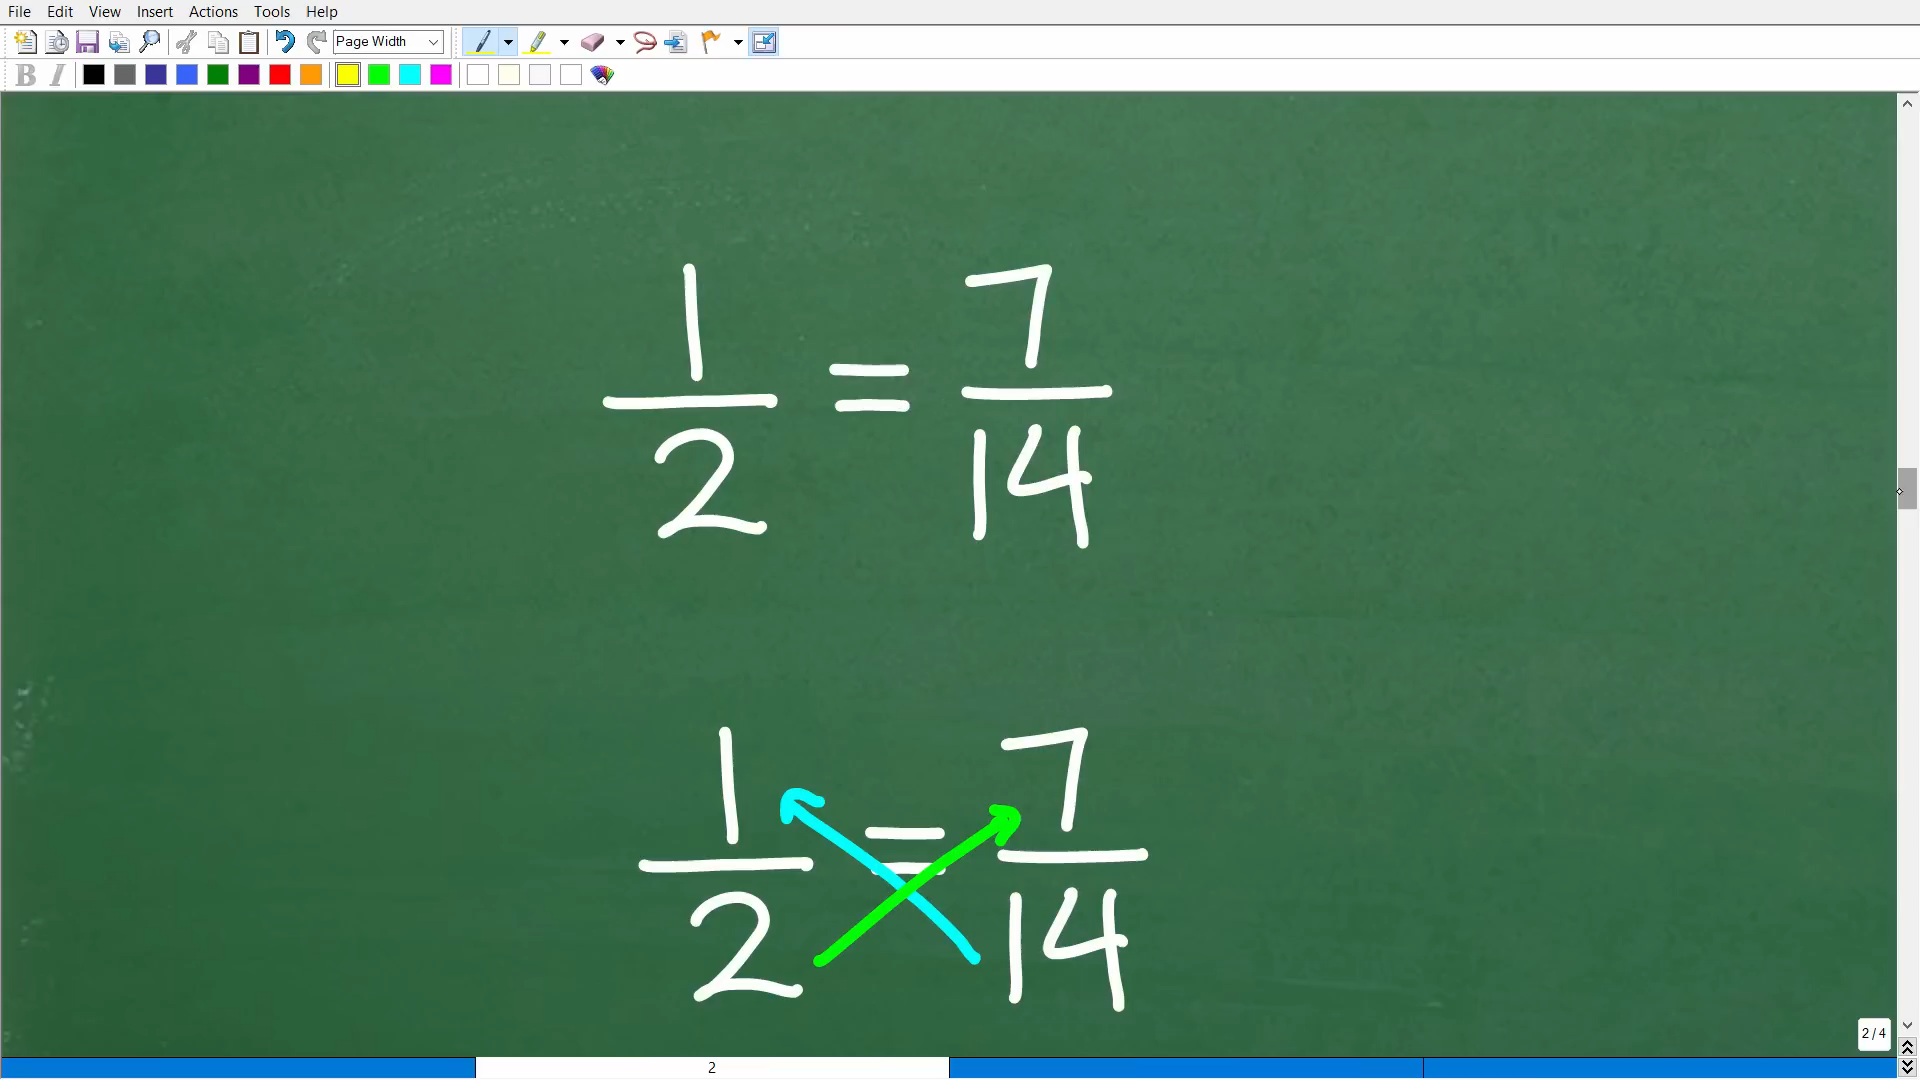 File Edit View Insert Actions Tools Help
Page Width
B I
1/2 = 7/14
1/2 = 7/14
2 / 4
2